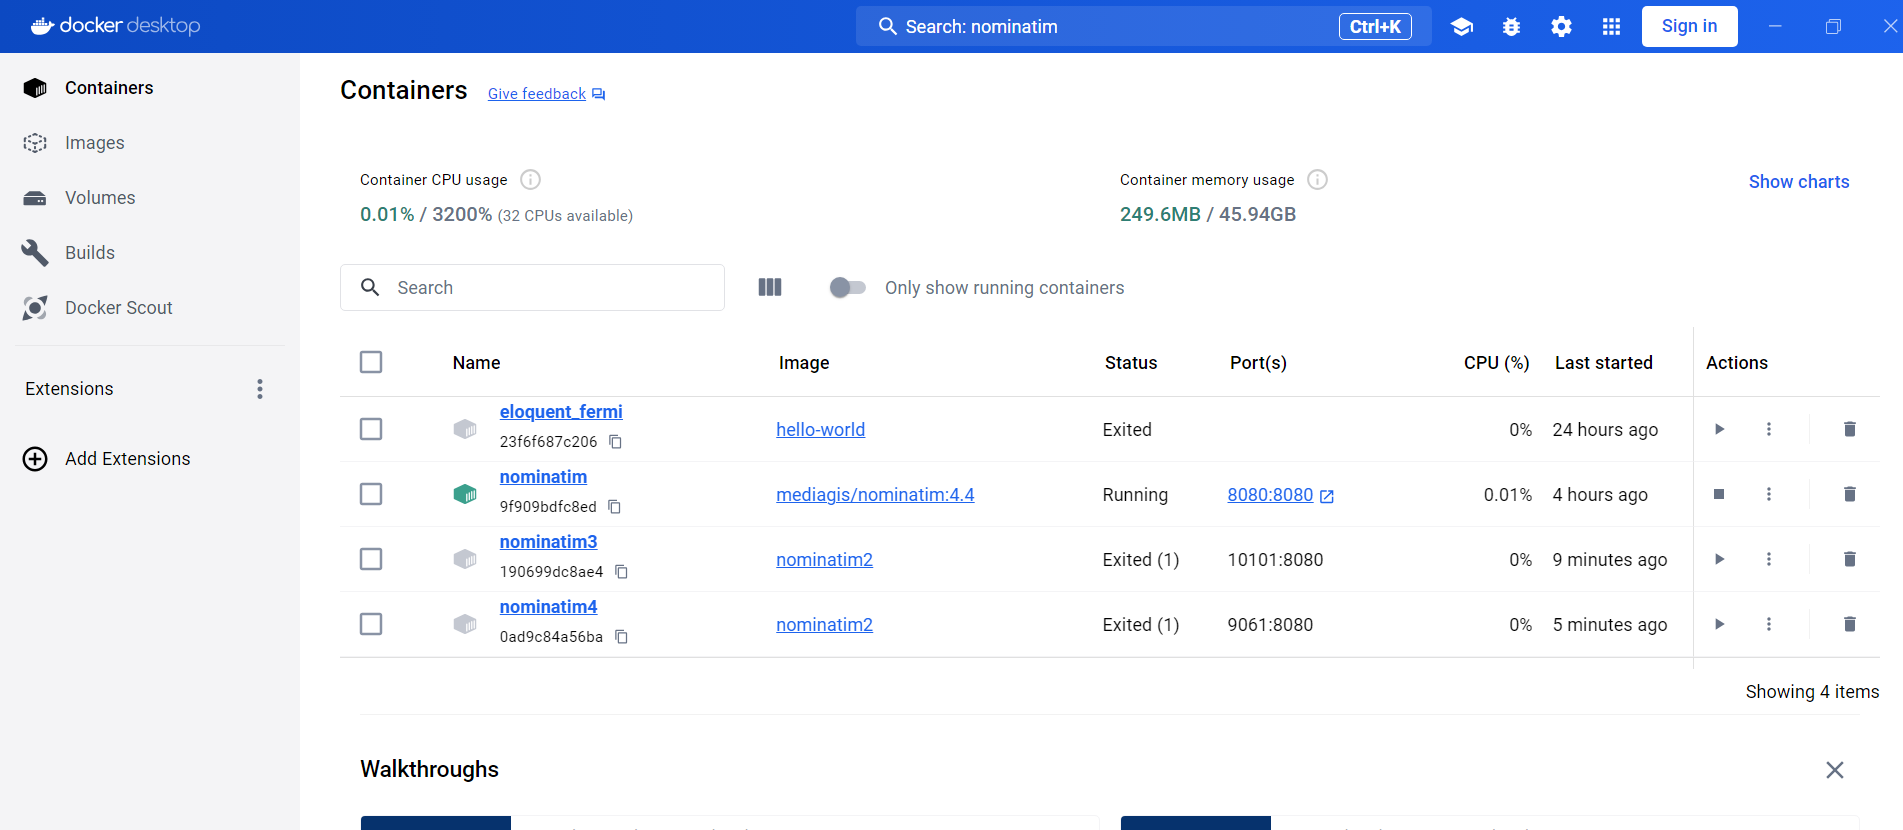 docker desktop
Search: nominatim
Ctrl+K
Sign in
Containers
Images
Volumes
Builds
Docker Scout
Extensions
Add Extensions
Containers Give feedback
Container CPU usage
0.01% / 3200% (32 CPUs available)
Container memory usage
249.6MB / 45.94GB
Show charts
Search
Only show running containers
Name Image Status Port(s) CPU (%) Last started Actions
eloquent_fermi
23f6f687c206
hello-world Exited 0% 24 hours ago
nominatim
9f909bdfc8ed
mediagis/nominatim:4.4 Running 8080:8080 0.01% 4 hours ago
nominatim3
190699dc8ae4
nominatim2 Exited (1) 10101:8080 0% 9 minutes ago
nominatim4
0ad9c84a56ba
nominatim2 Exited (1) 9061:8080 0% 5 minutes ago
Showing 4 items
Walkthroughs